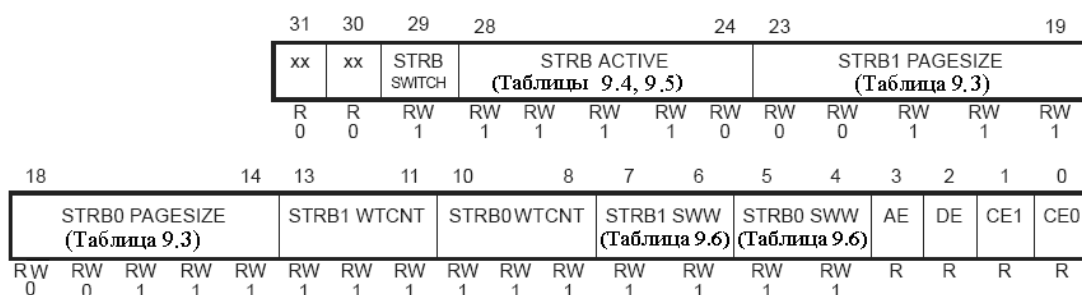 31 30 29 28 24 23 19
xx xx STRB SWITCH STRB ACTIVE (Таблицы 9.4, 9.5) STRB1 PAGESIZE (Таблица 9.3)
R R RW RW RW RW RW RW RW RW RW RW RW
0 0 1 1 1 1 1 0 0 0 1 1 1
18 14 13 11 10 8 7 6 5 4 3 2 1 0
STRB0 PAGESIZE (Таблица 9.3) STRB1 WTCNT STRB0 WTCNT STRB1 SWW (Таблица 9.6) STRB0 SWW (Таблица 9.6) AE DE CE1 CE0
RW RW RW RW RW RW RW RW RW RW RW RW RW RW RW R R R R
0 0 1 1 1 1 1 1 1 1 1 1 1 1 1